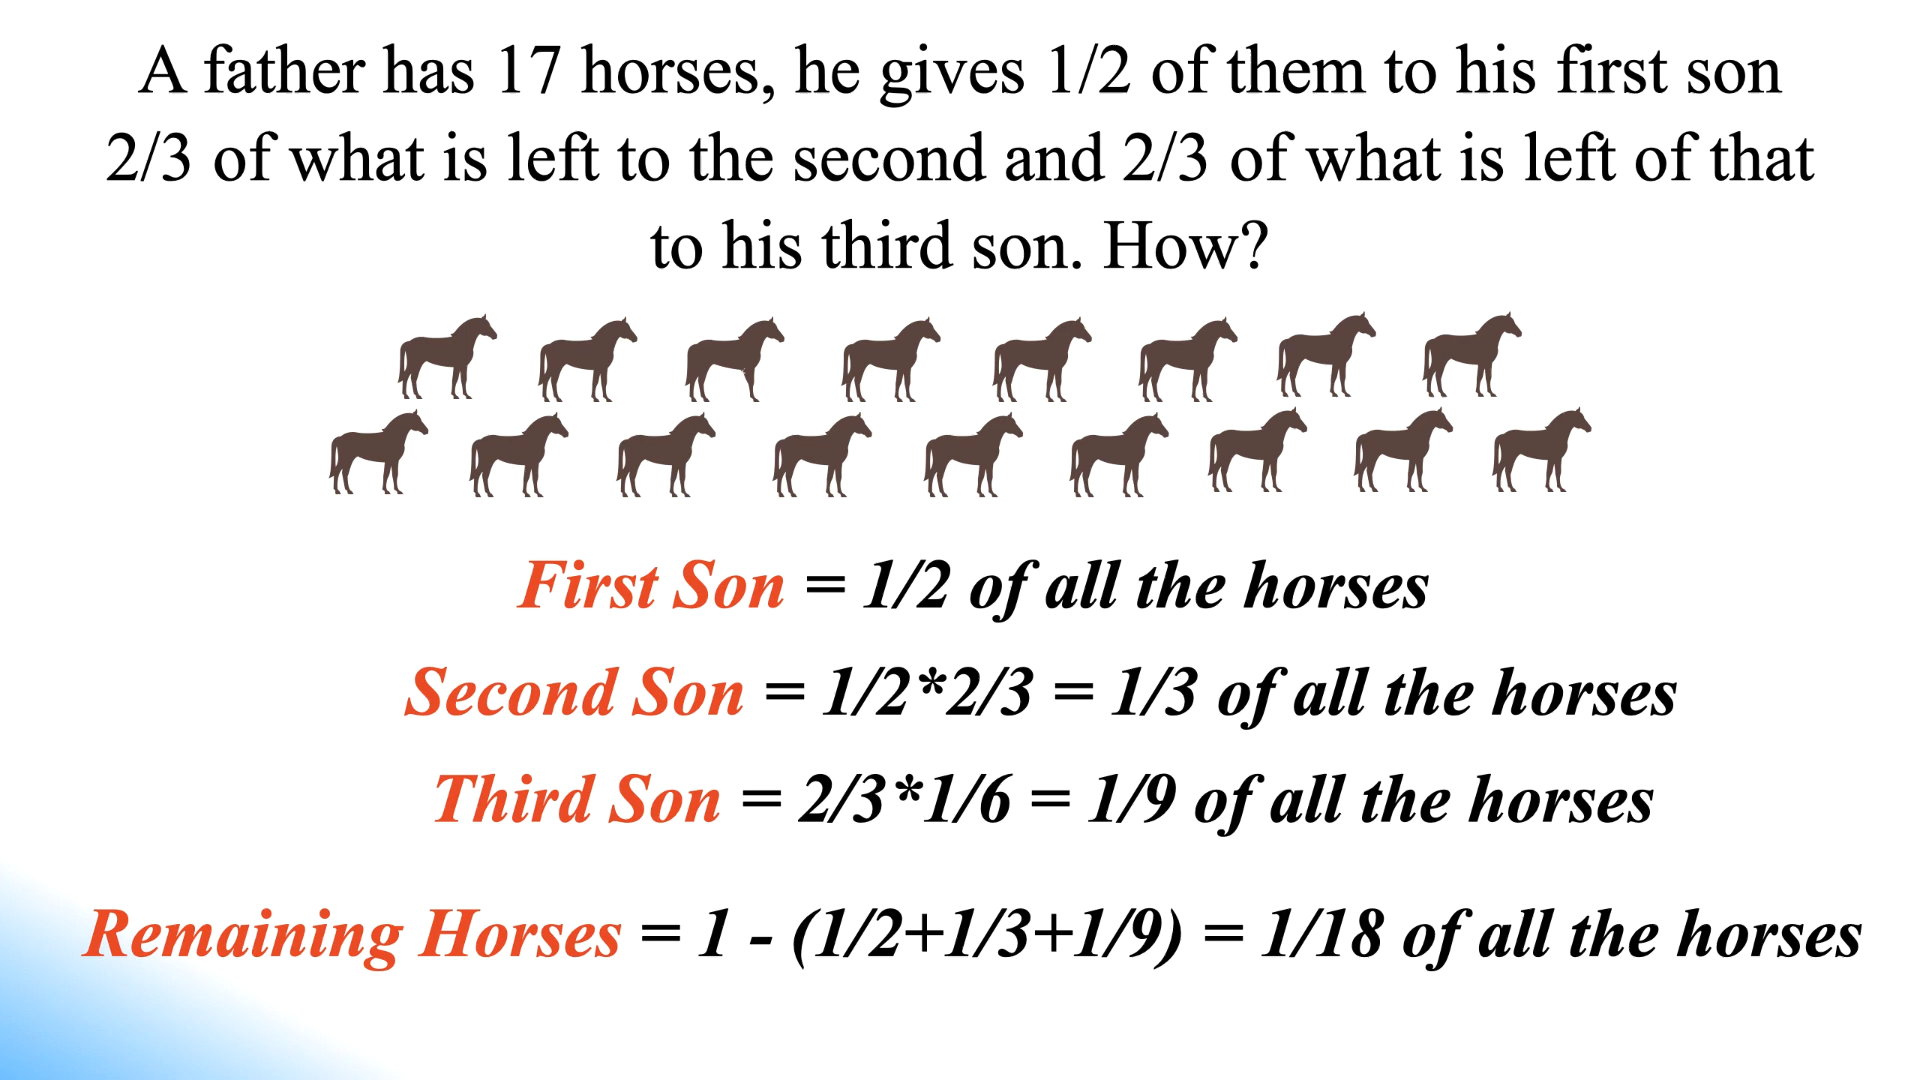 A father has 17 horses, he gives 1/2 of them to his first son
2/3 of what is left to the second and 2/3 of what is left of that
to his third son. How?
First Son = 1/2 of all the horses
Second Son = 1/2*2/3 = 1/3 of all the horses
Third Son = 2/3*1/6 = 1/9 of all the horses
Remaining Horses = 1 - (1/2+1/3+1/9) = 1/18 of all the horses